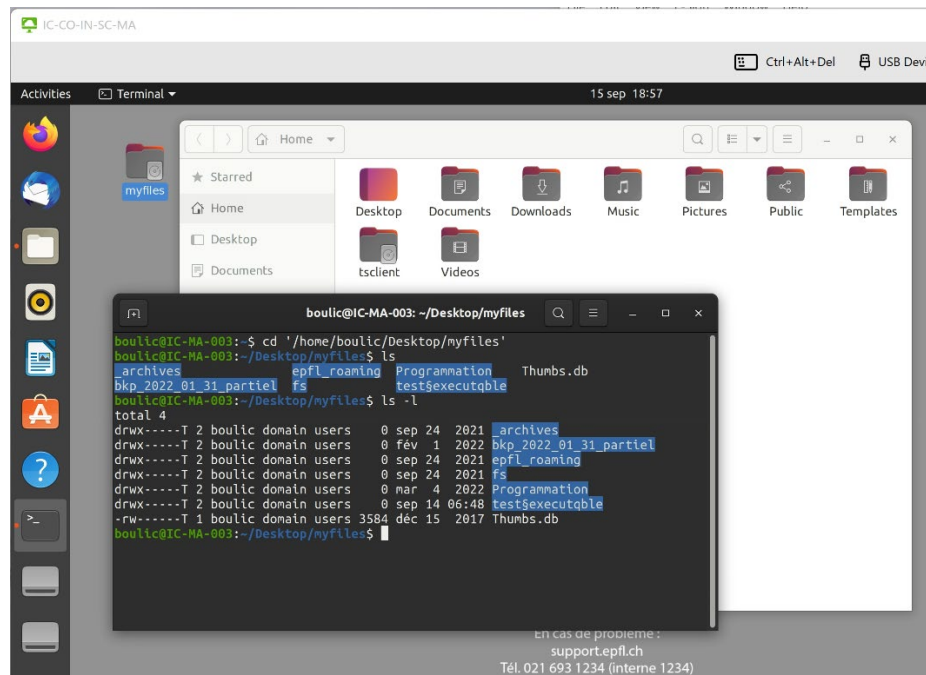 IC-CO-IN-SC-MA
Ctrl+Alt+Del USB Devi
Activities Terminal 15 sep 18:57
Home
myfiles
Starred
Home
Desktop
Documents
Desktop Documents Downloads Music Pictures Public Templates
tsclient Videos
boulic@IC-MA-003: ~/Desktop/myfiles
boulic@IC-MA-003:~$ cd '/home/boulic/Desktop/myfiles'
boulic@IC-MA-003:~/Desktop/myfiles$ ls
_archives epfl_roaming Programmation Thumbs.db
bkp_2022_01_31_partiel fs test§executqble
boulic@IC-MA-003:~/Desktop/myfiles$ ls -l
total 4
drwx-----T 2 boulic domain users 0 sep 24 2021 _archives
drwx-----T 2 boulic domain users 0 fév 1 2022 bkp_2022_01_31_partiel
drwx-----T 2 boulic domain users 0 sep 24 2021 epfl_roaming
drwx-----T 2 boulic domain users 0 sep 24 2021 fs
drwx-----T 2 boulic domain users 0 mar 4 2022 Programmation
drwx-----T 2 boulic domain users 0 sep 14 06:48 test§executqble
-rw------T 1 boulic domain users 3584 déc 15 2017 Thumbs.db
boulic@IC-MA-003:~/Desktop/myfiles$
En cas de problème :
support.epfl.ch
Tél. 021 693 1234 (interne 1234)